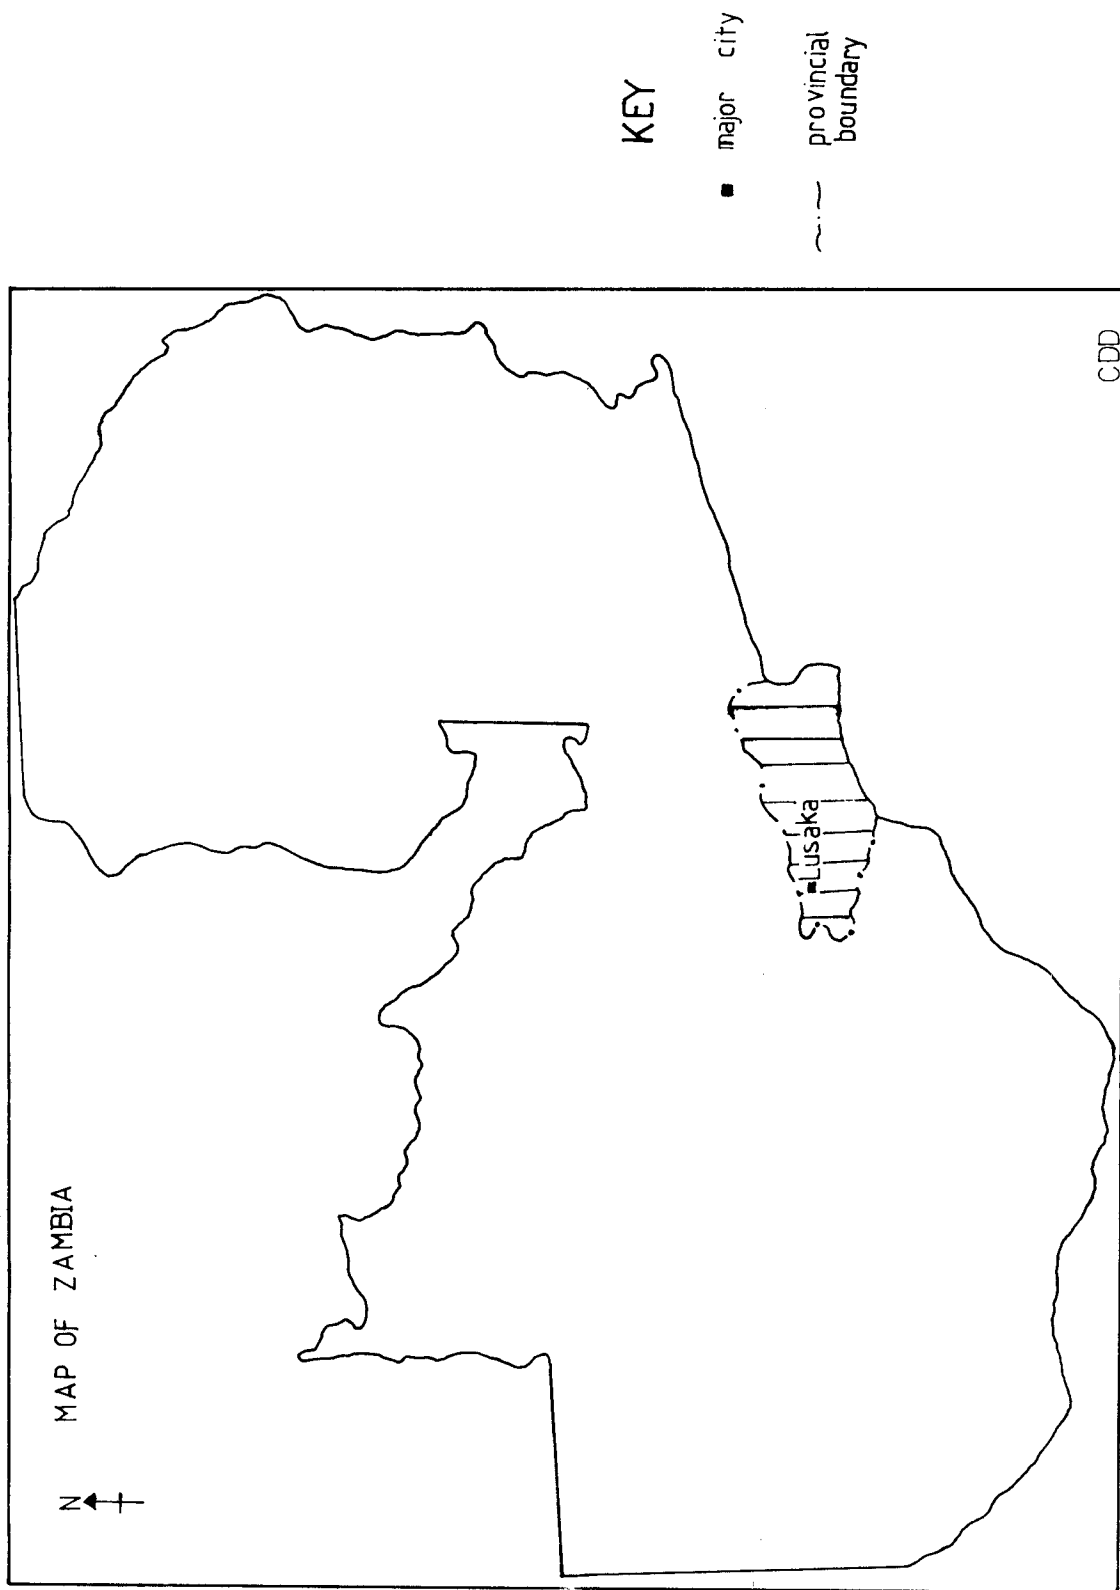 MAP OF ZAMBIA
N
Lusaka
CDD
KEY
major city
provincial
boundary